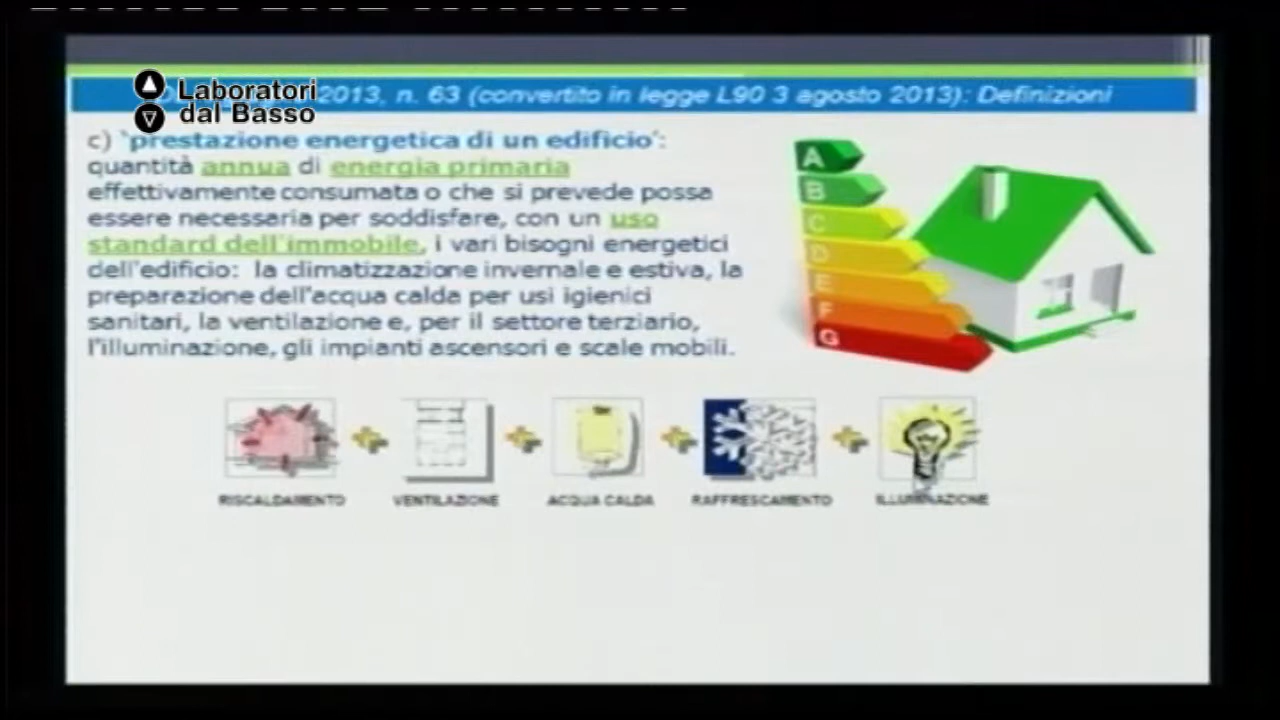 Laboratori
dal Basso
2013, n. 63 (convertito in legge L90 3 agosto 2013): Definizioni
c) 'prestazione energetica di un edificio':
quantità annua di energia primaria
effettivamente consumata o che si prevede possa
essere necessaria per soddisfare, con un uso
standard dell'immobile, i vari bisogni energetici
dell'edificio: la climatizzazione invernale e estiva, la
preparazione dell'acqua calda per usi igienici
sanitari, la ventilazione e, per il settore terziario,
l'illuminazione, gli impianti ascensori e scale mobili.
A
B
C
D
E
F
G
RISCALDAMENTO
VENTILAZIONE
ACQUA CALDA
RAFFRESCAMENTO
ILLUMINAZIONE